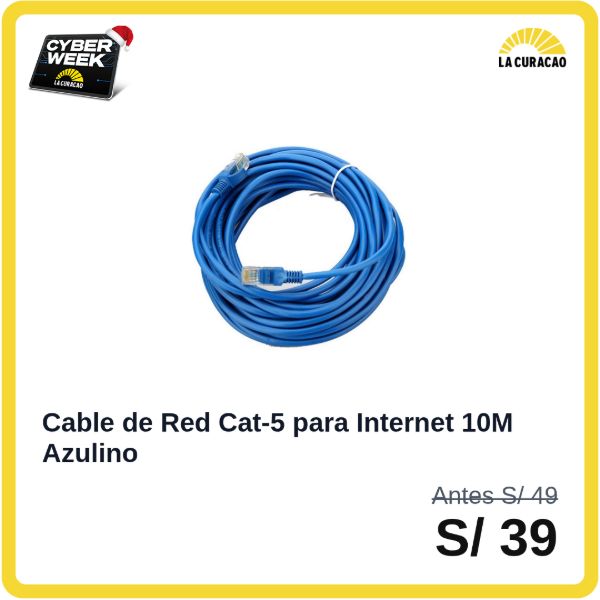 CYBER
WEEK
LA CURACAO
LA CURACAO
Cable de Red Cat-5 para Internet 10M
Azulino
Antes S/ 49
S/ 39